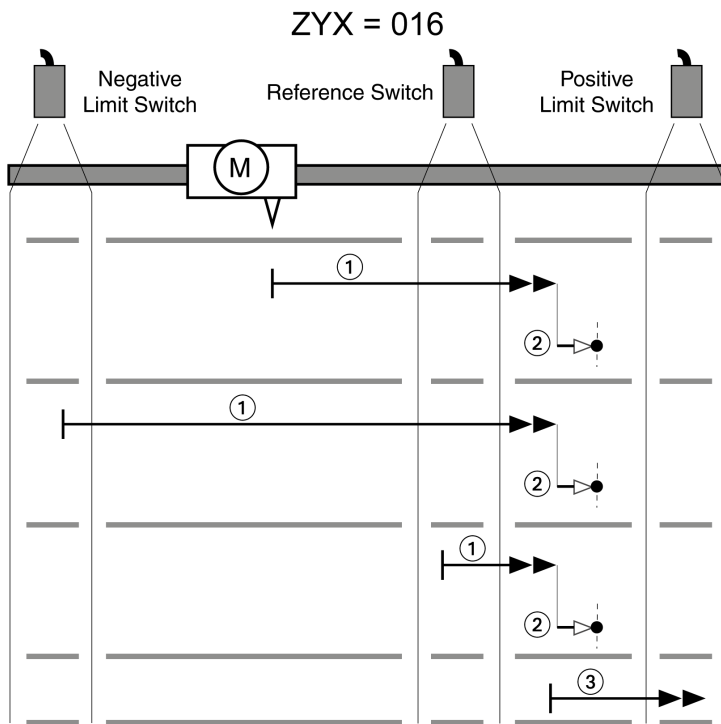 ZYX = 016
Negative
Limit Switch
Reference Switch
Positive
Limit Switch
M
1
2
1
2
1
2
3